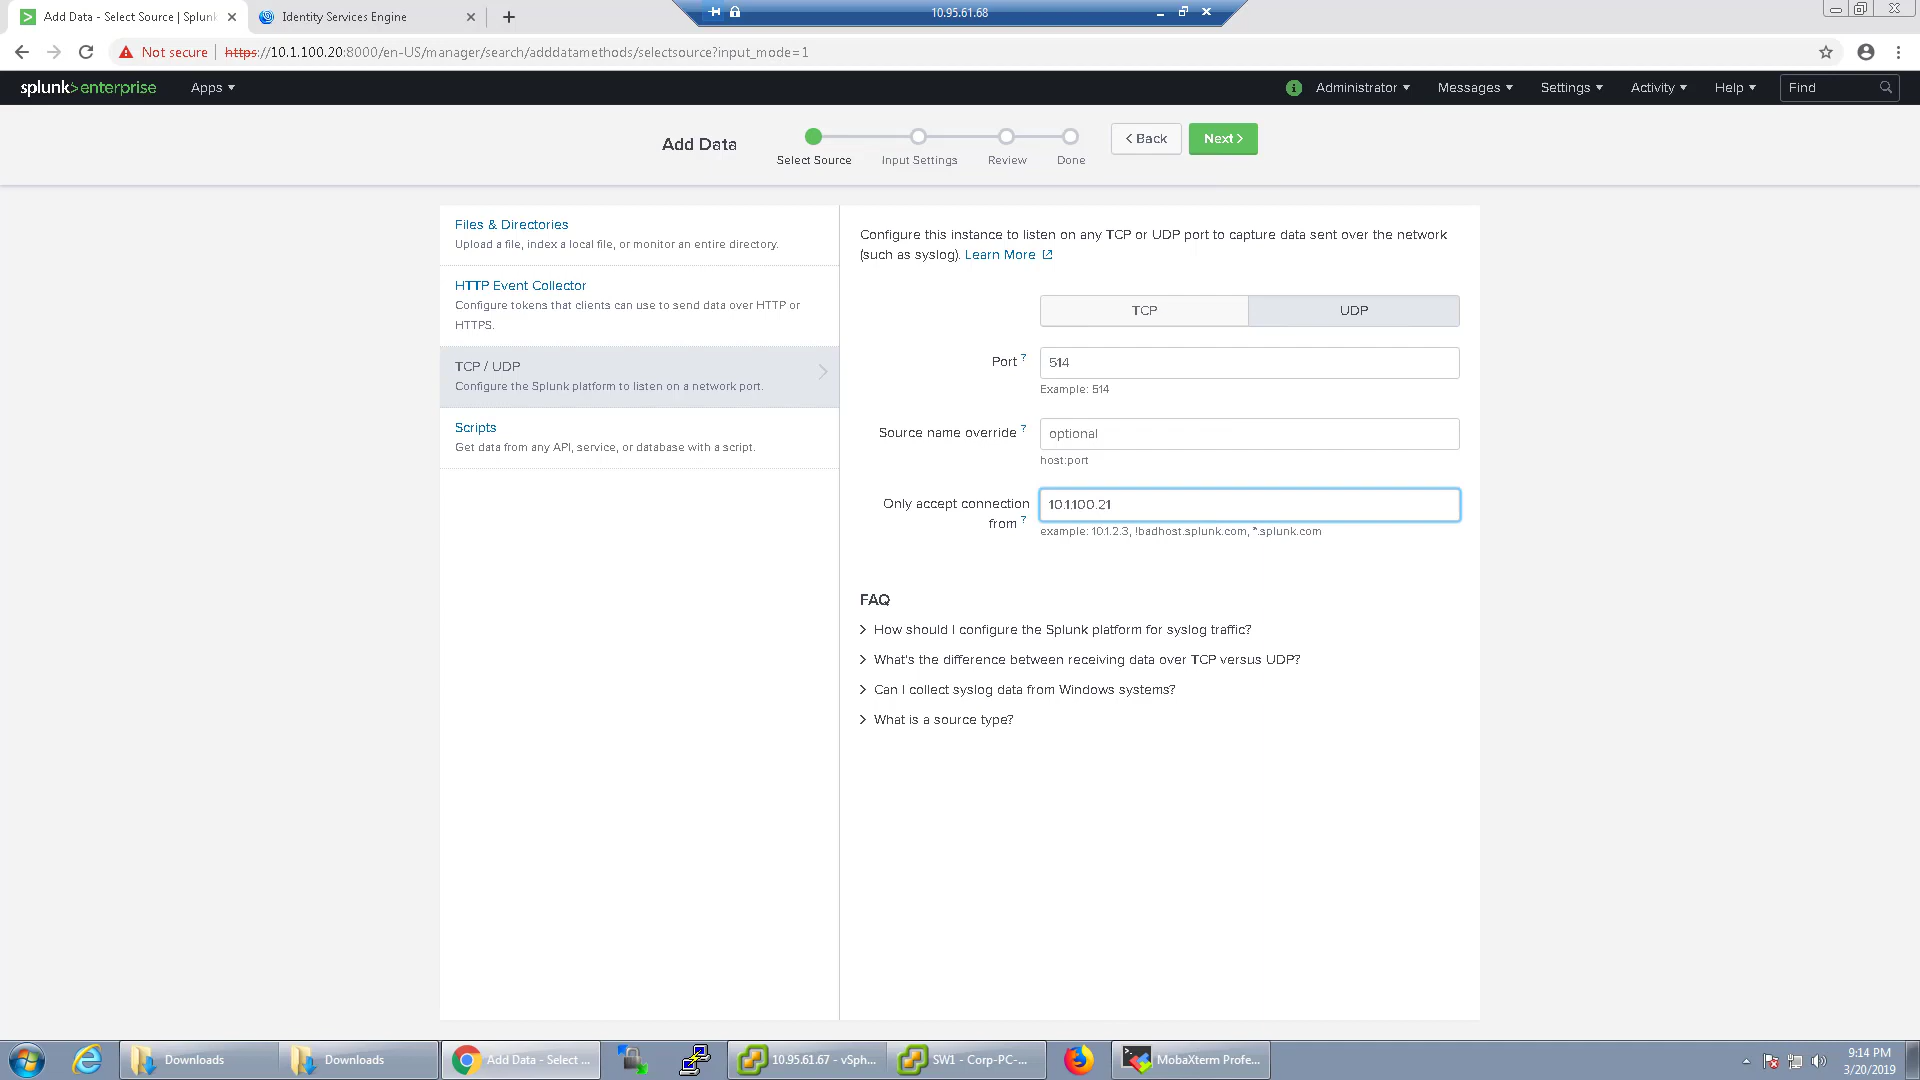 Add Data - Select Source | Splunk
Identity Services Engine
10.95.61.68
Not secure
https://10.1.100.20:8000/en-US/manager/search/adddatamethods/selectsource?input_mode=1
splunk>enterprise
Apps
i
Administrator
Messages
Settings
Activity
Help
Find
Add Data
Select Source
Input Settings
Review
Done
< Back
Next >
Files & Directories
Upload a file, index a local file, or monitor an entire directory.
HTTP Event Collector
Configure tokens that clients can use to send data over HTTP or
HTTPS.
TCP / UDP
Configure the Splunk platform to listen on a network port.
Scripts
Get data from any API, service, or database with a script.
Configure this instance to listen on any TCP or UDP port to capture data sent over the network
(such as syslog). Learn More
TCP
UDP
Port ?
514
Example: 514
Source name override ?
optional
host:port
Only accept connection
from ?
10.1.100.21
example: 10.1.2.3, !badhost.splunk.com, *.splunk.com
FAQ
> How should I configure the Splunk platform for syslog traffic?
> What's the difference between receiving data over TCP versus UDP?
> Can I collect syslog data from Windows systems?
> What is a source type?
Downloads
Downloads
Add Data - Select ...
10.95.61.67 - vSph...
SW1 - Corp-PC-...
MobaXterm Profe...
9:14 PM
3/20/2019